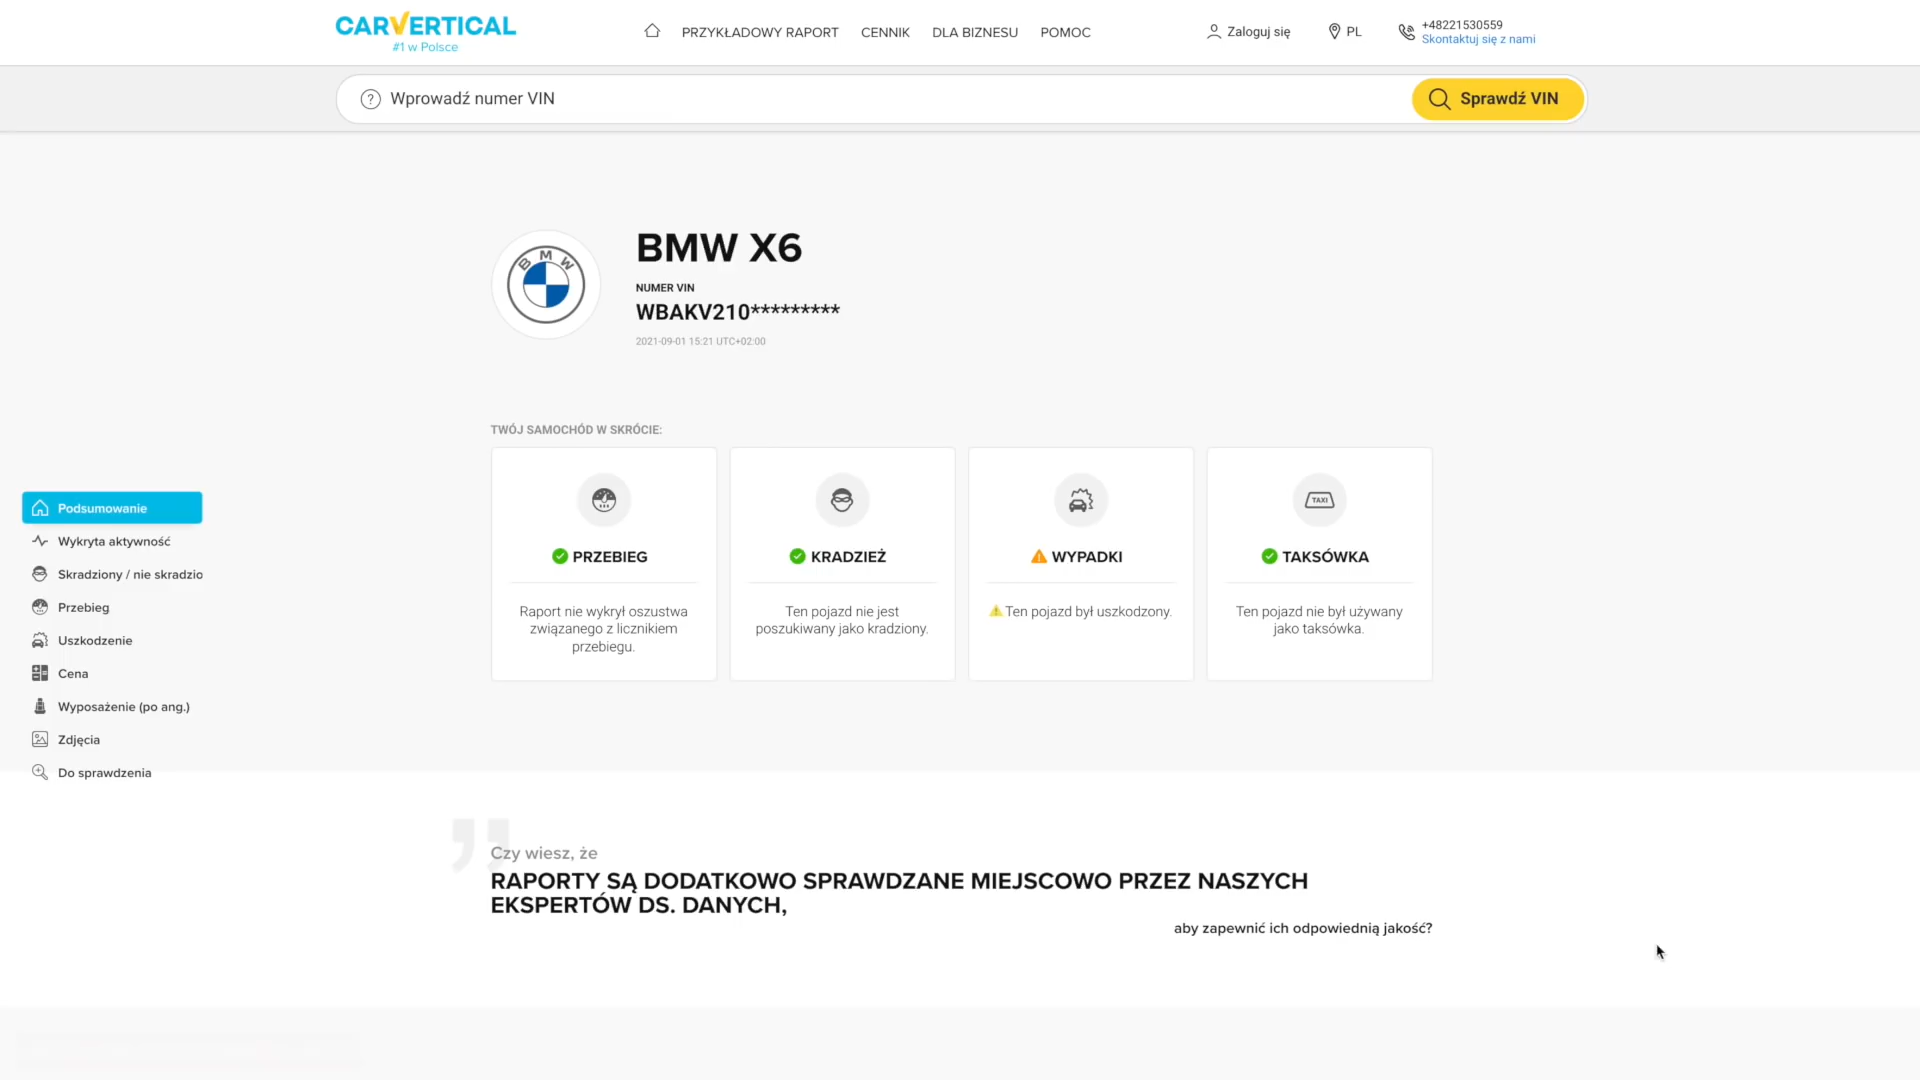 CARVERTICAL
#1 w Polsce
PRZYKŁADOWY RAPORT
CENNIK
DLA BIZNESU
POMOC
Zaloguj się
PL
+48221530559
Skontaktuj się z nami
Wprowadź numer VIN
Sprawdź VIN
BMW
BMW X6
NUMER VIN
WBAKV210*********
2021-09-01 15:21 UTC+02:00
TWÓJ SAMOCHÓD W SKRÓCIE:
PRZEBIEG
Raport nie wykrył oszustwa
związanego z licznikiem
przebiegu.
KRADZIEŻ
Ten pojazd nie jest
poszukiwany jako kradziony.
WYPADKI
Ten pojazd był uszkodzony.
TAXI
TAKSÓWKA
Ten pojazd nie był używany
jako taksówka.
Podsumowanie
Wykryta aktywność
Skradziony / nie skradzio
Przebieg
Uszkodzenie
Cena
Wyposażenie (po ang.)
Zdjęcia
Do sprawdzenia
Czy wiesz, że
RAPORTY SĄ DODATKOWO SPRAWDZANE MIEJSCOWO PRZEZ NASZYCH
EKSPERTÓW DS. DANYCH,
aby zapewnić ich odpowiednią jakość?